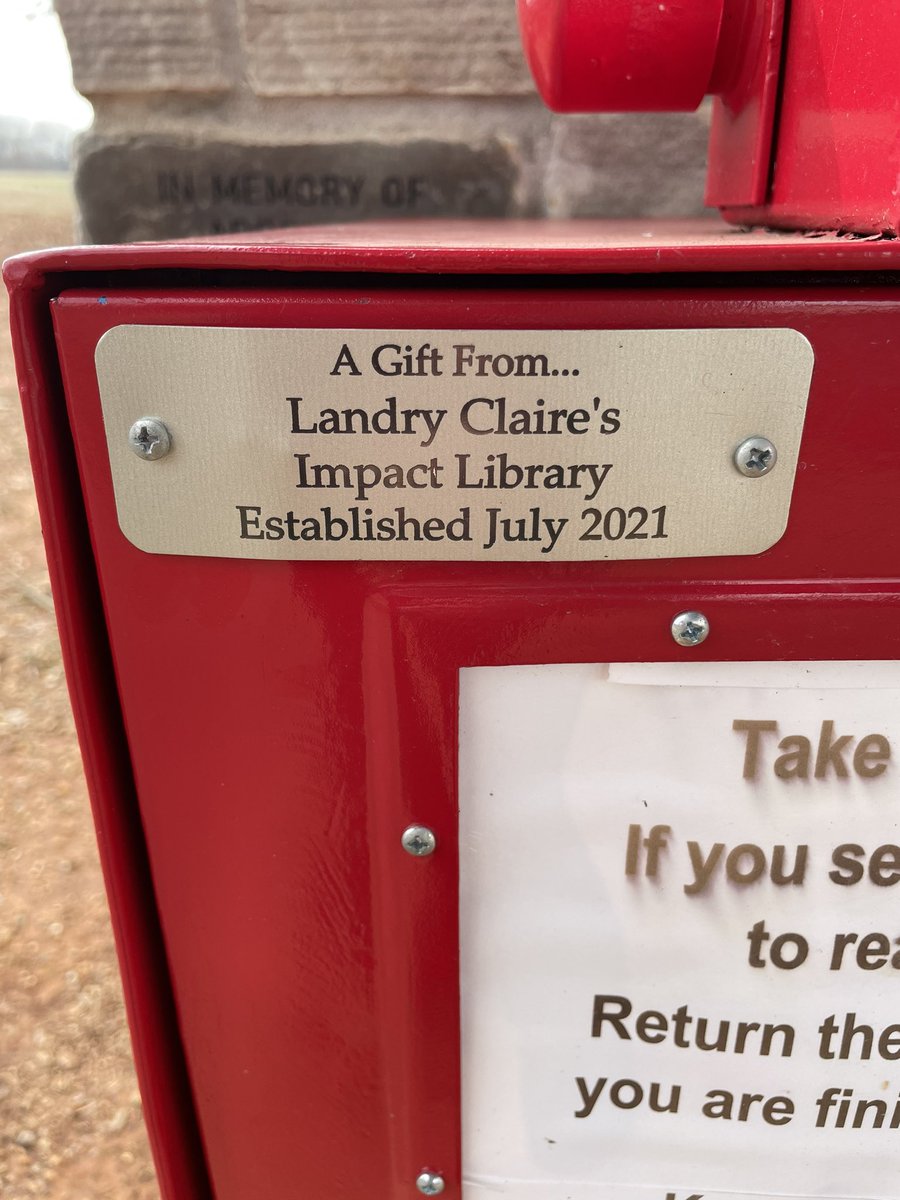 IN MEMORY OF
A Gift From...
Landry Claire's
Impact Library
Established July 2021
Take
If you se
to rea
Return the
you are fini